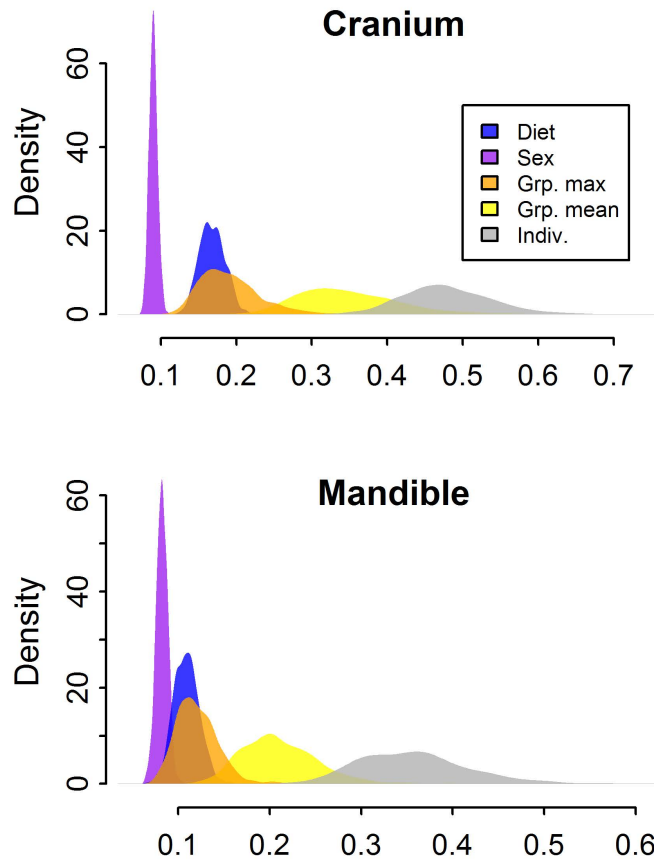 Cranium
Density
60
40
20
0
Diet
Sex
Grp. max
Grp. mean
Indiv.
0.1 0.2 0.3 0.4 0.5 0.6 0.7
Mandible
Density
60
40
20
0
0.1 0.2 0.3 0.4 0.5 0.6